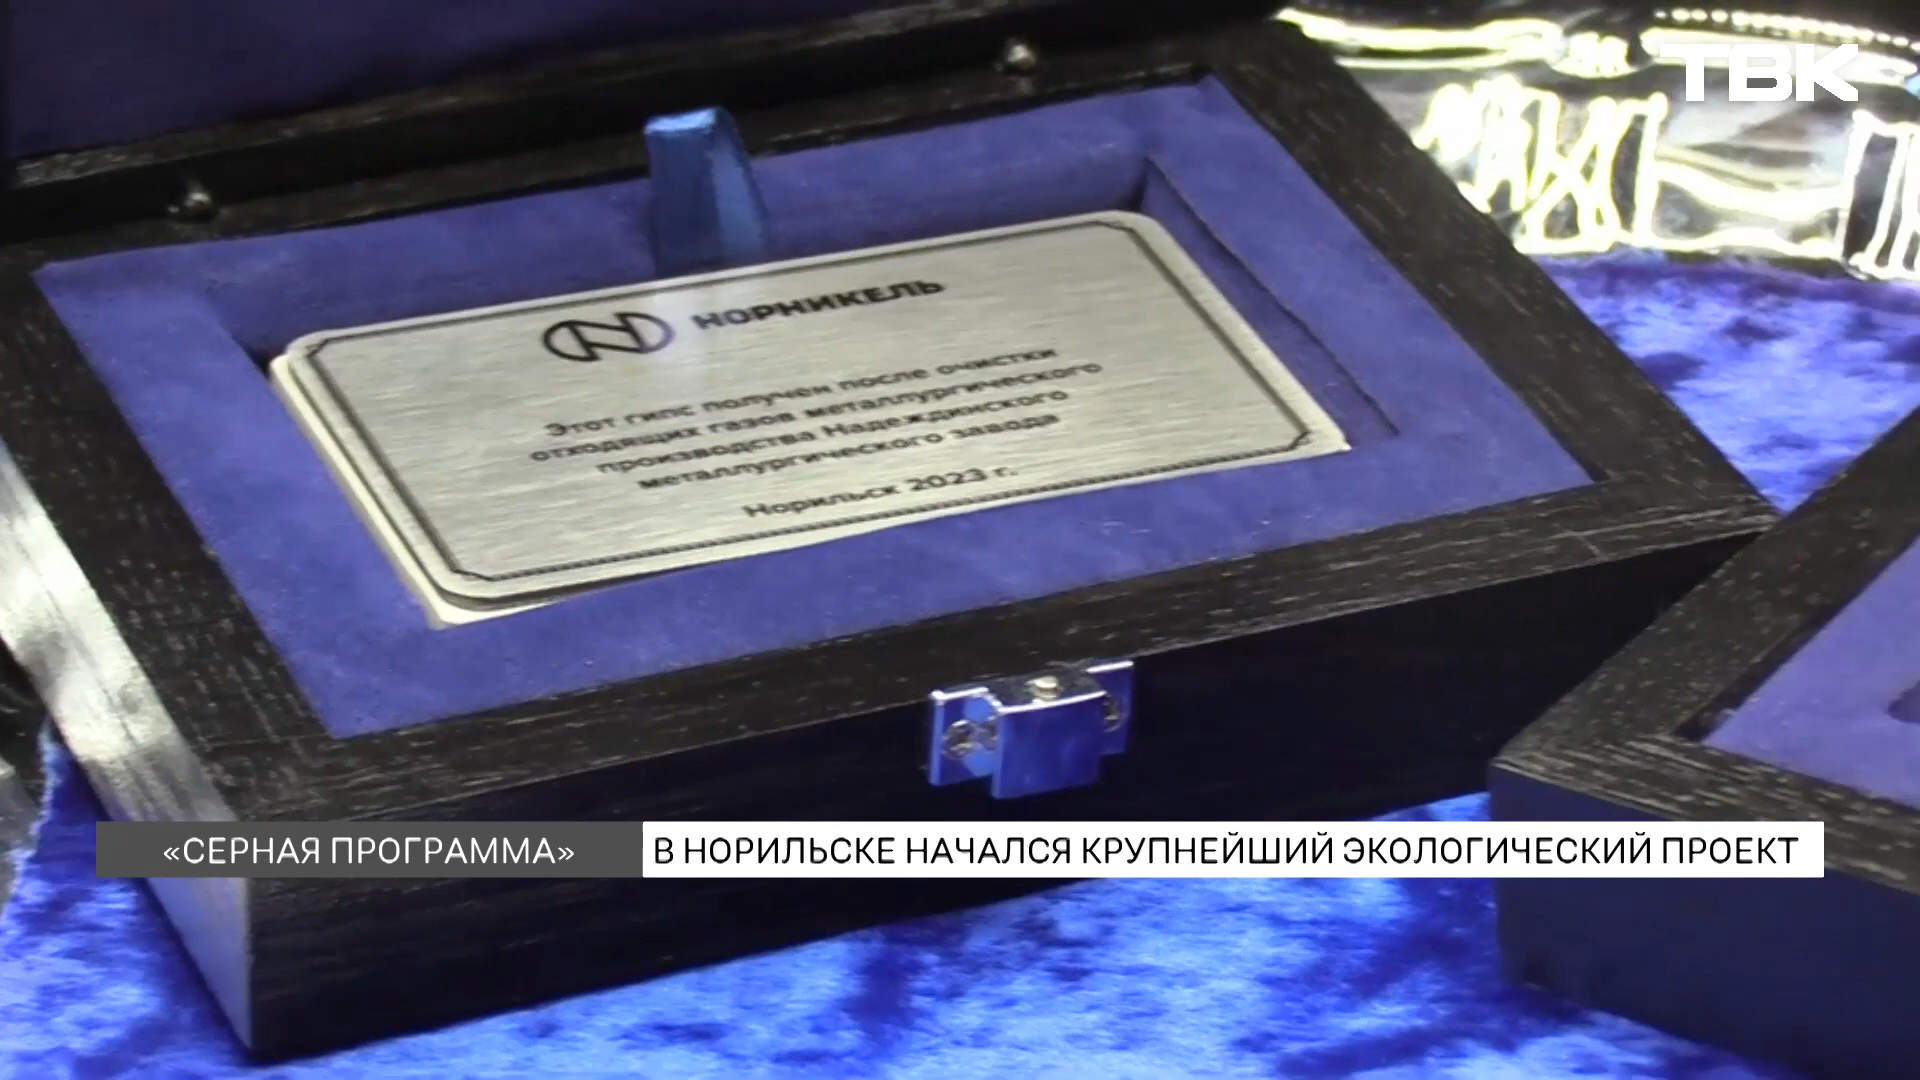 ТВК
НОРНИКЕЛЬ
Этот гипс получен после очистки
отходящих газов металлургического
производства Надеждинского
металлургического завода
Норильск 2023 г.
«СЕРНАЯ ПРОГРАММА»
В НОРИЛЬСКЕ НАЧАЛСЯ КРУПНЕЙШИЙ ЭКОЛОГИЧЕСКИЙ ПРОЕКТ